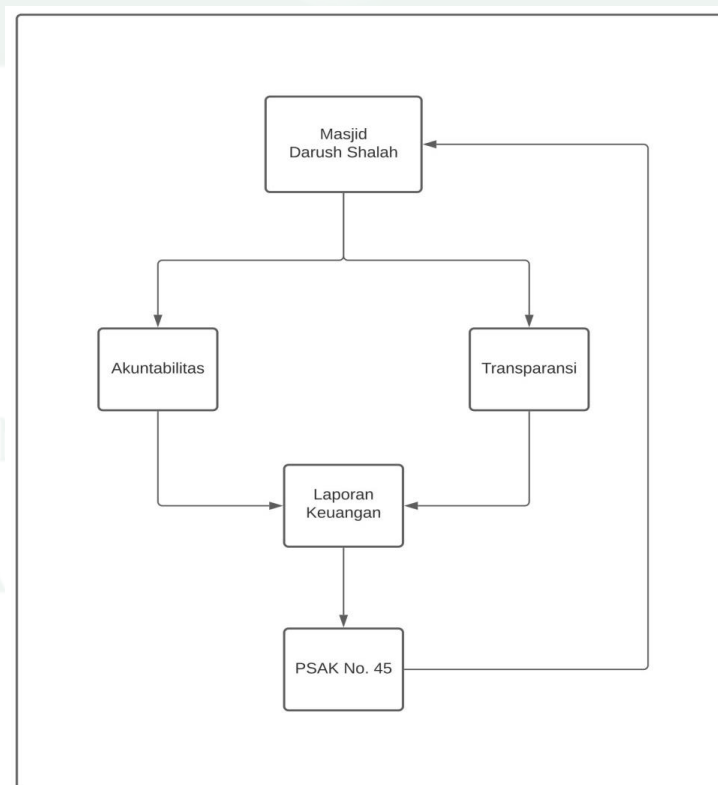 Masjid
Darush Shalah
Akuntabilitas
Transparansi
Laporan
Keuangan
PSAK No. 45